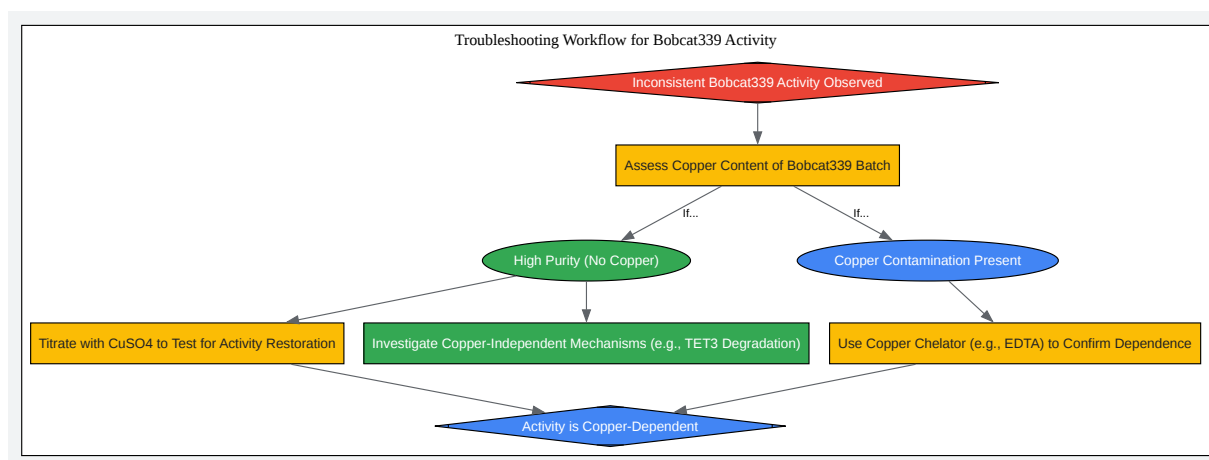 Troubleshooting Workflow for Bobcat339 Activity
Inconsistent Bobcat339 Activity Observed
Assess Copper Content of Bobcat339 Batch
If...
If...
High Purity (No Copper)
Copper Contamination Present
Titrate with CuSO4 to Test for Activity Restoration
Investigate Copper-Independent Mechanisms (e.g., TET3 Degradation)
Use Copper Chelator (e.g., EDTA) to Confirm Dependence
Activity is Copper-Dependent